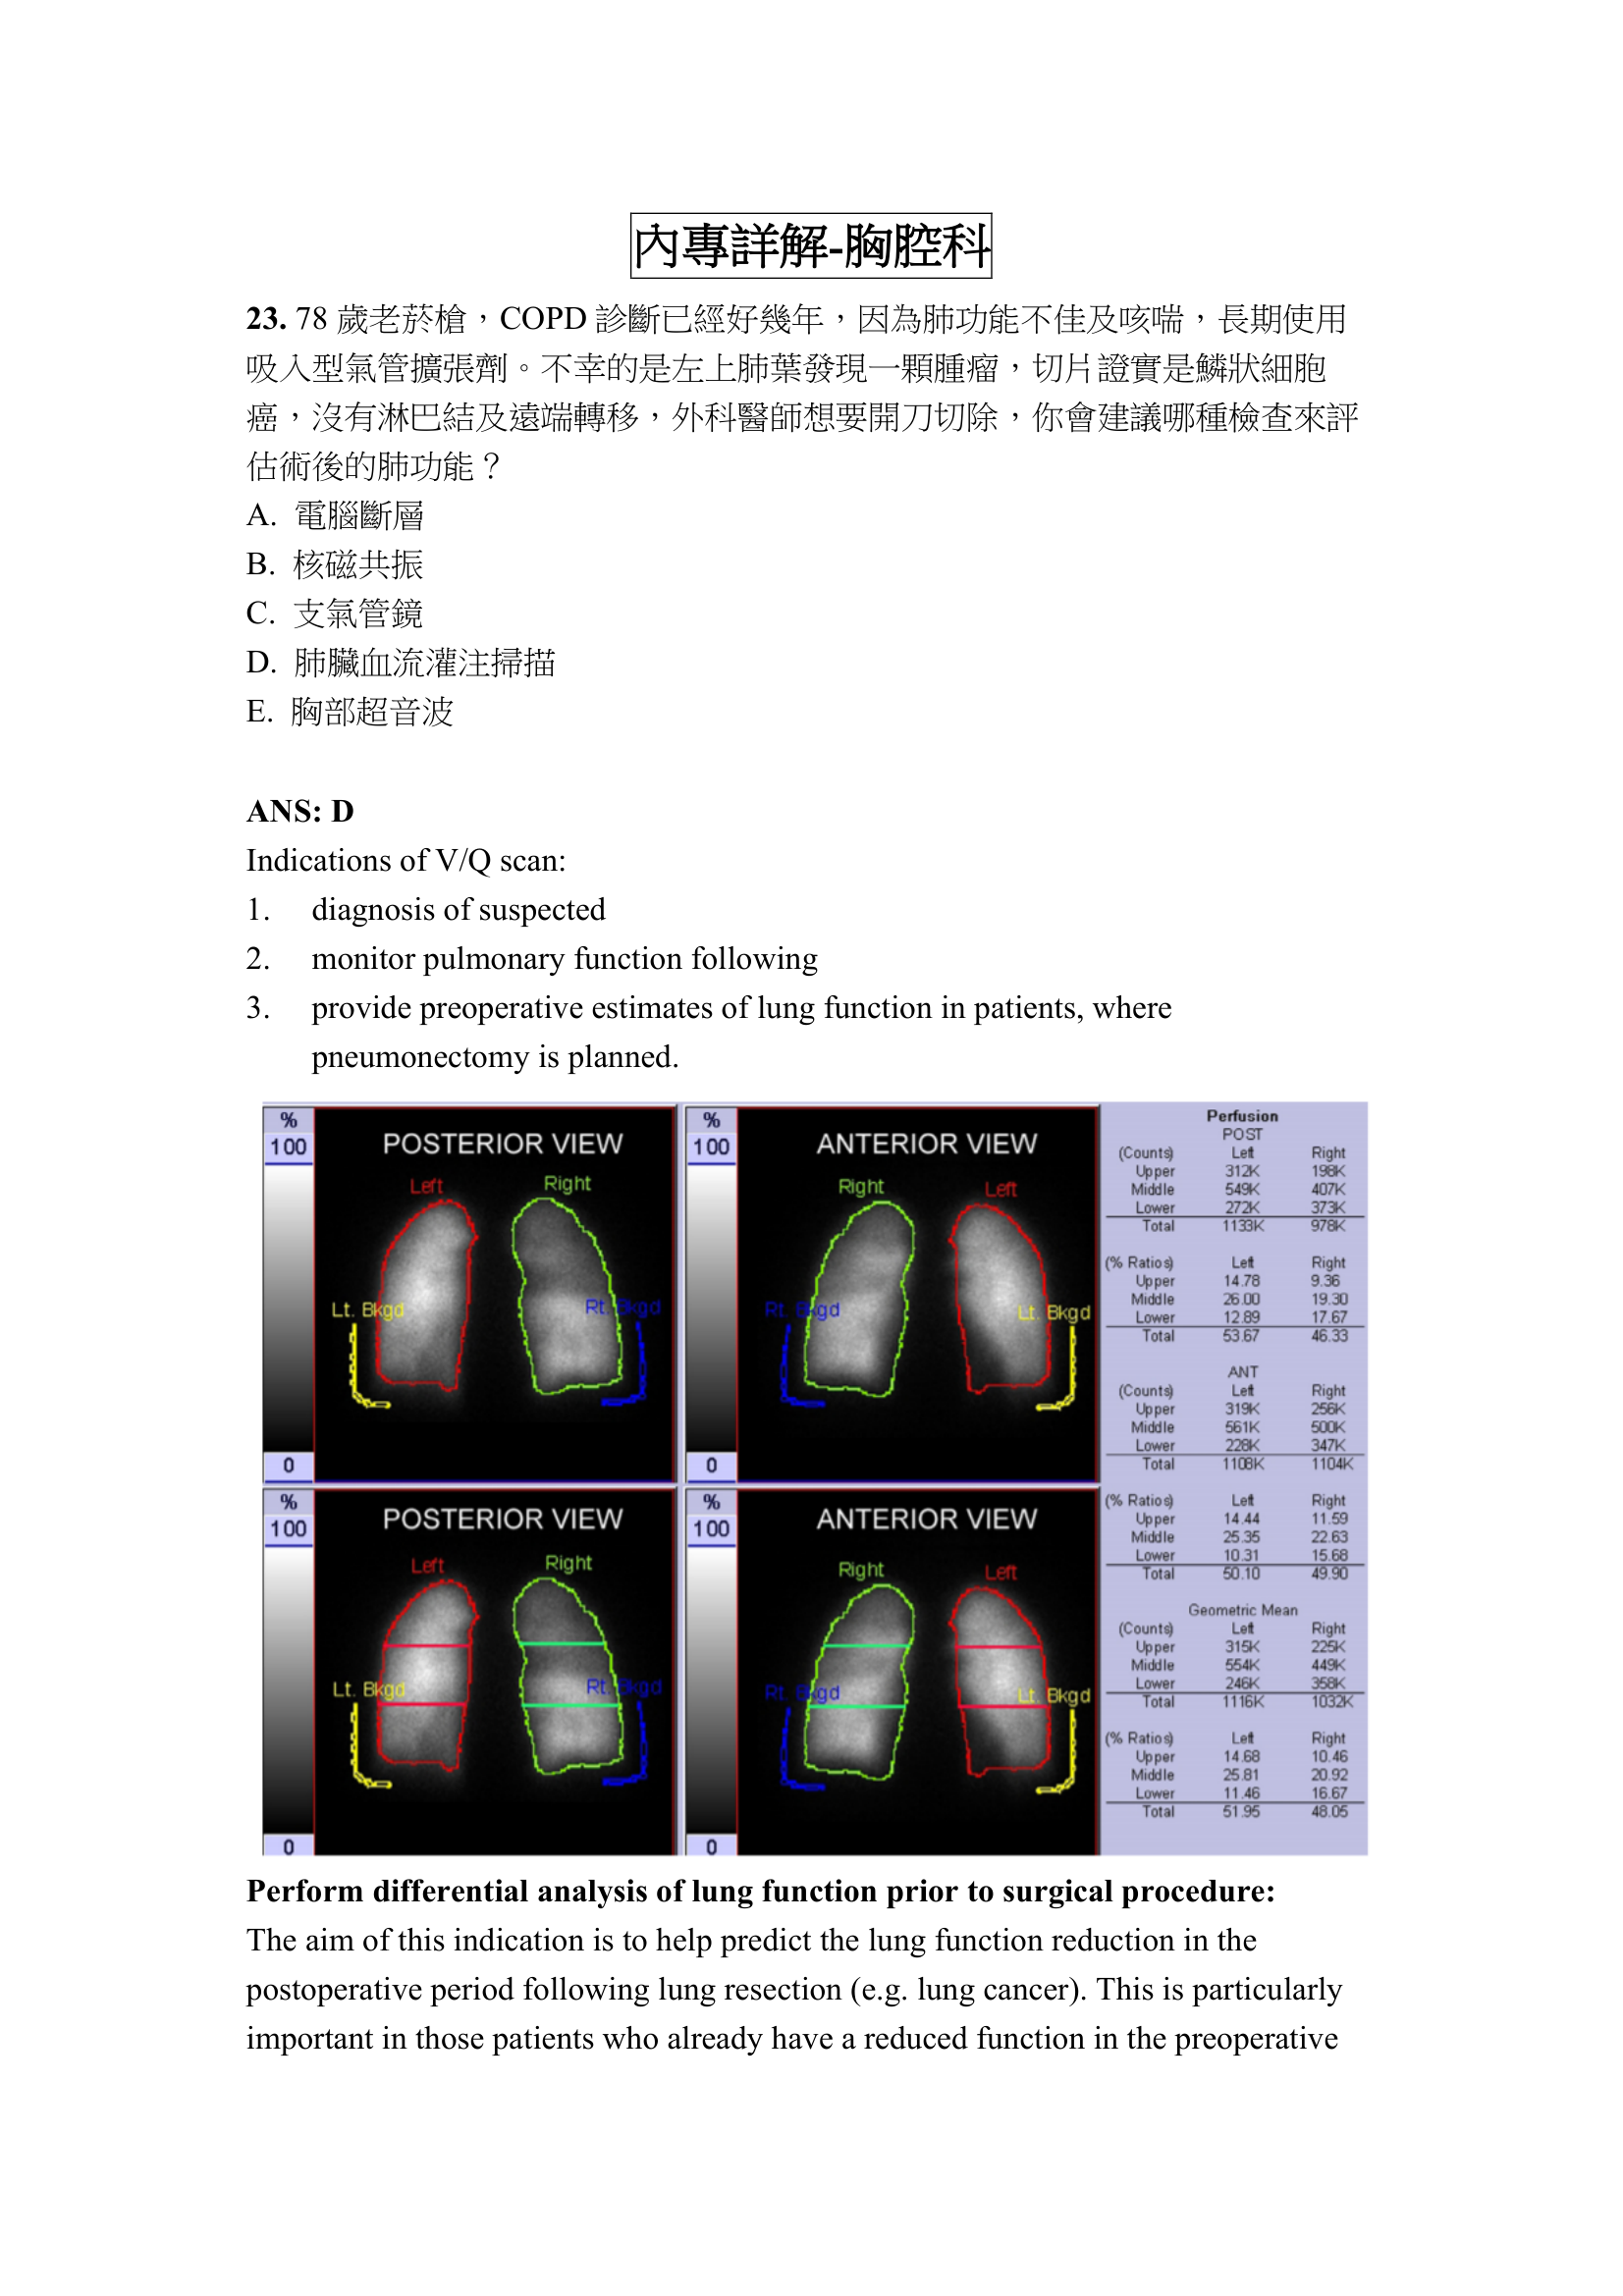 內專詳解-胸腔科
23. 78 歲老菸槍，COPD 診斷已經好幾年，因為肺功能不佳及咳喘，長期使用
吸入型氣管擴張劑。不幸的是左上肺葉發現一顆腫瘤，切片證實是鱗狀細胞
癌，沒有淋巴結及遠端轉移，外科醫師想要開刀切除，你會建議哪種檢查來評
估術後的肺功能？
A. 電腦斷層
B. 核磁共振
C. 支氣管鏡
D. 肺臟血流灌注掃描
E. 胸部超音波
ANS: D
Indications of V/Q scan:
1. diagnosis of suspected
2. monitor pulmonary function following
3. provide preoperative estimates of lung function in patients, where
pneumonectomy is planned.
%
100
POSTERIOR VIEW
Left
Right
Lt. Bkgd
Rt. Bkgd
0
%
100
ANTERIOR VIEW
Right
Left
Rt. Bkgd
Lt. Bkgd
0
%
100
POSTERIOR VIEW
Left
Right
Lt. Bkgd
Rt. Bkgd
0
%
100
ANTERIOR VIEW
Right
Left
Rt. Bkgd
Lt. Bkgd
0
Perfusion
POST
(Counts) Left Right
Upper 312K 198K
Middle 549K 407K
Lower 272K 373K
Total 1133K 978K
(% Ratios) Left Right
Upper 14.78 9.36
Middle 26.00 19.30
Lower 12.89 17.67
Total 53.67 46.33
ANT
(Counts) Left Right
Upper 319K 256K
Middle 561K 500K
Lower 228K 347K
Total 1108K 1104K
(% Ratios) Left Right
Upper 14.44 11.59
Middle 25.35 22.63
Lower 10.31 15.68
Total 50.10 49.90
Geometric Mean
(Counts) Left Right
Upper 315K 225K
Middle 554K 449K
Lower 246K 358K
Total 1116K 1032K
(% Ratios) Left Right
Upper 14.68 10.46
Middle 25.81 20.92
Lower 11.46 16.67
Total 51.95 48.05
Perform differential analysis of lung function prior to surgical procedure:
The aim of this indication is to help predict the lung function reduction in the
postoperative period following lung resection (e.g. lung cancer). This is particularly
important in those patients who already have a reduced function in the preoperative